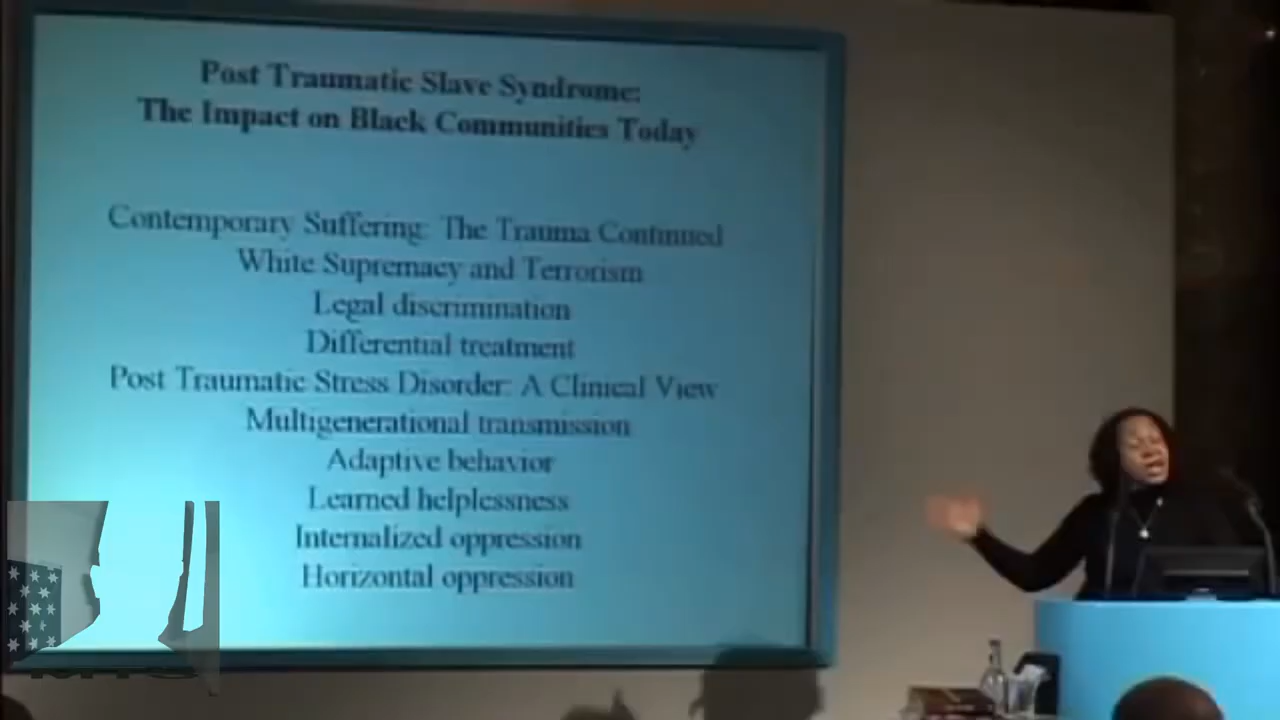 Post Traumatic Slave Syndrome:
The Impact on Black Communities Today
Contemporary Suffering: The Trauma Continued
White Supremacy and Terrorism
Legal discrimination
Differential treatment
Post Traumatic Stress Disorder: A Clinical View
Multigenerational transmission
Adaptive behavior
Learned helplessness
Internalized oppression
Horizontal oppression